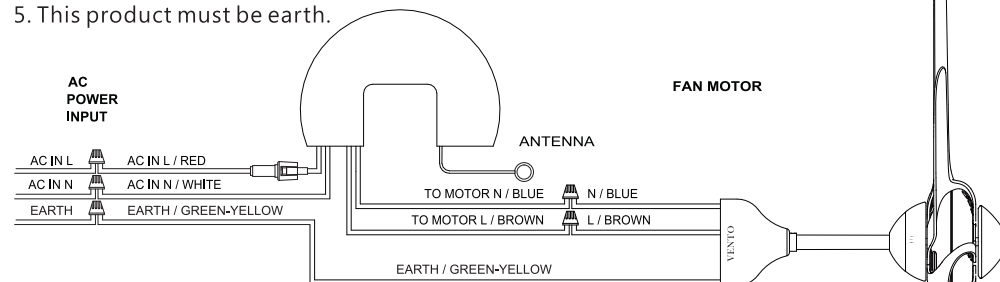 5. This product must be earth.
AC
POWER
INPUT
FAN MOTOR
ANTENNA
AC IN L
AC IN L / RED
AC IN N
AC IN N / WHITE
TO MOTOR N / BLUE
N / BLUE
EARTH
EARTH / GREEN-YELLOW
TO MOTOR L / BROWN
L / BROWN
VENTO
EARTH / GREEN-YELLOW